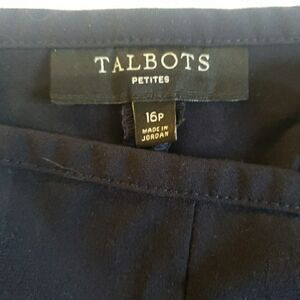 TALBOTS
PETITES
16P
MADE IN
JORDAN